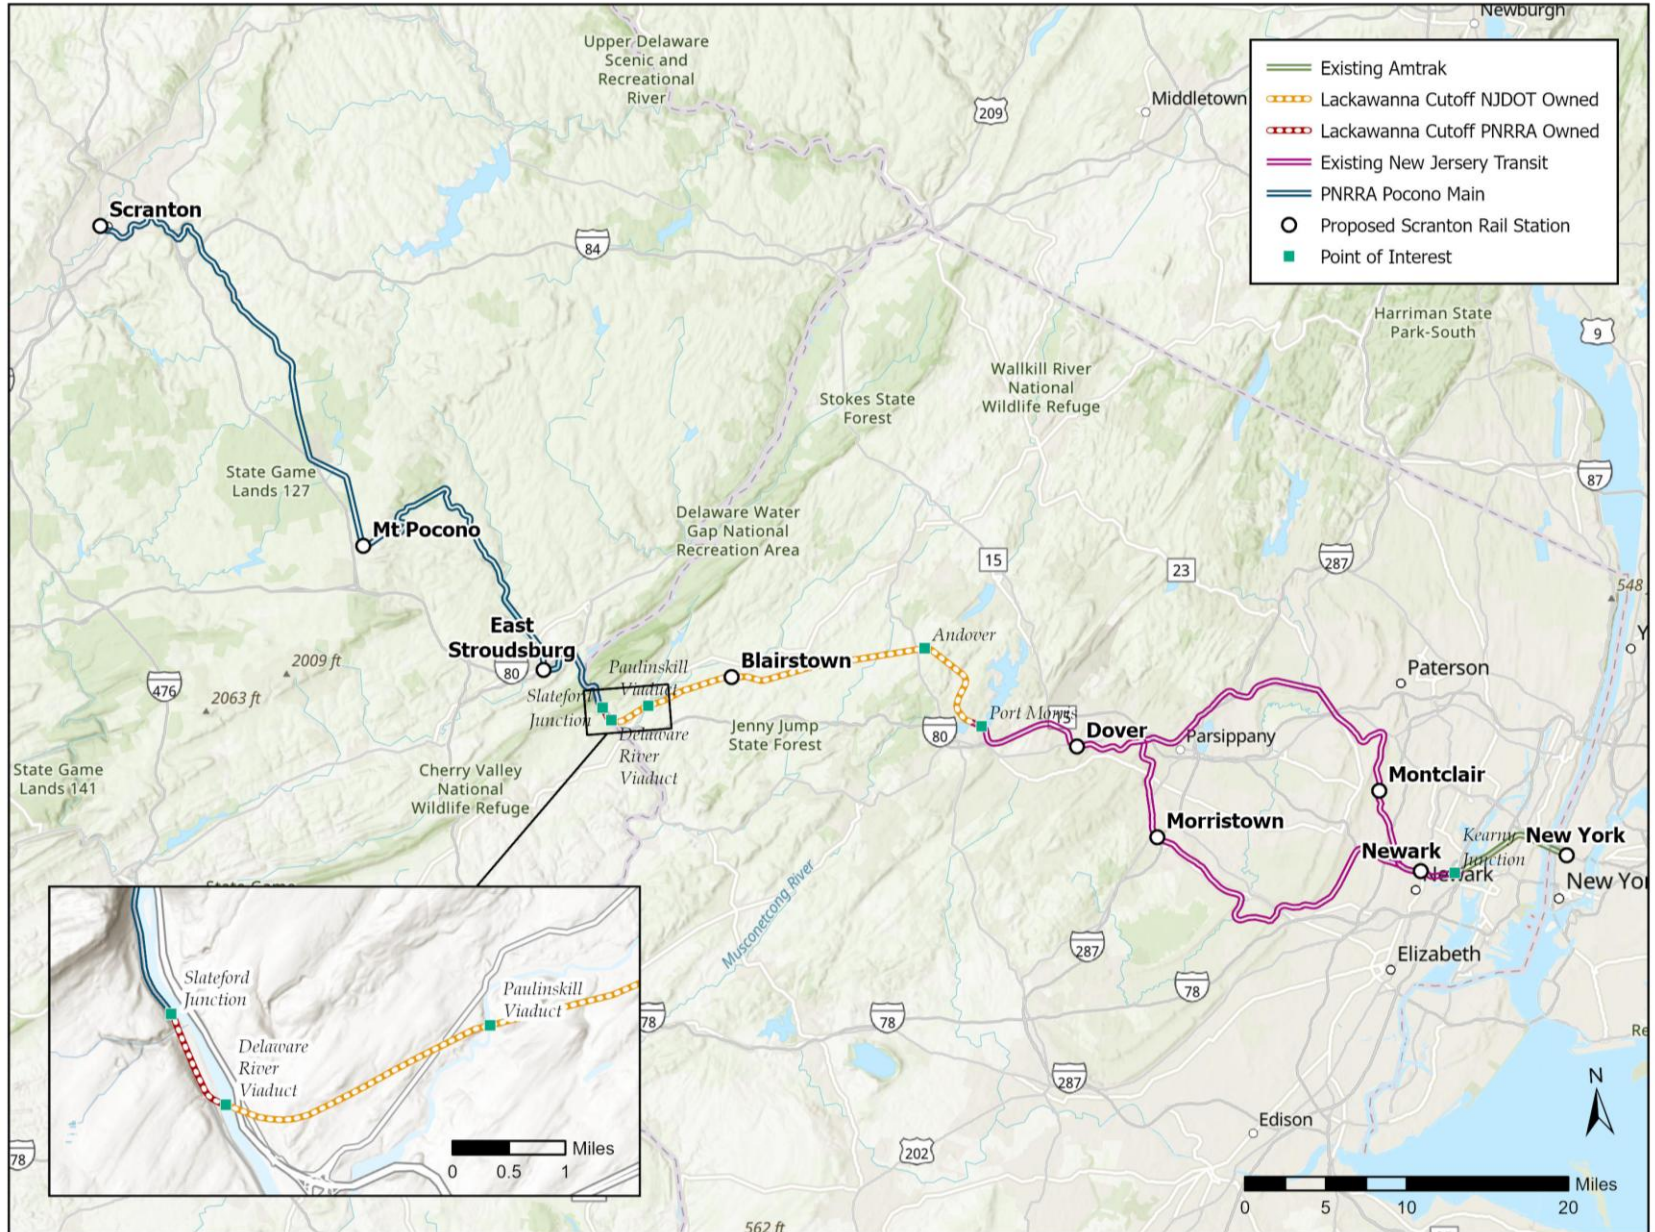 Newburgh
Upper Delaware
Scenic and
Recreational
River
209
Middletown
Existing Amtrak
Lackawanna Cutoff NJDOT Owned
Lackawanna Cutoff PNRRA Owned
Existing New Jersery Transit
PNRRA Pocono Main
Proposed Scranton Rail Station
Point of Interest
Scranton
84
Harriman State
Park-South
9
Wallkill River
National
Wildlife Refuge
Stokes State
Forest
State Game
Lands 127
87
Mt Pocono
Delaware Water
Gap National
Recreation Area
15
23
287
548
East
Stroudsburg
80
2009 ft
476
2063 ft
Andover
Y
Paulinskill
Viaduct
Blairstown
Paterson
Slateford
Junction
Delaware
River
Viaduct
Jenny Jump
State Forest
80
Port Morris
15
Dover
Parsippany
State Game
Lands 141
Cherry Valley
National
Wildlife Refuge
Montclair
Morristown
Kearny
Junction
New York
Newark
Newark
New Yor
State Game
Musconetcong River
287
Elizabeth
78
78
78
Re
287
Slateford
Junction
Paulinskill
Viaduct
Delaware
River
Viaduct
Miles
0 0.5 1
78
202
Edison
N
Miles
0 5 10 20
562 ft